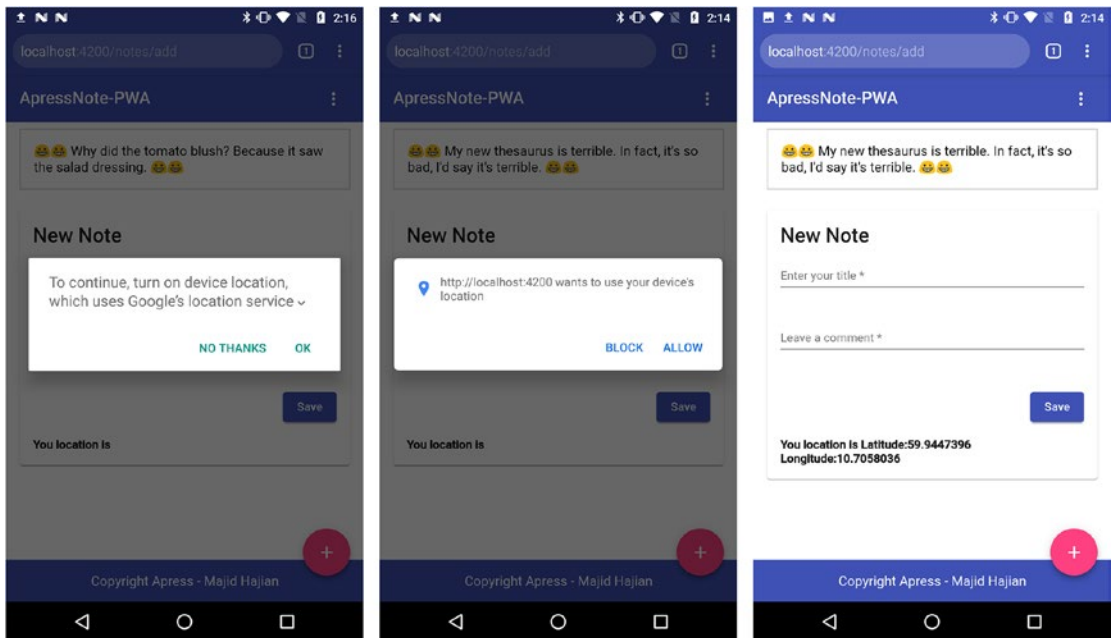 2:16
localhost:4200/notes/add
1
ApressNote-PWA
😂😂 Why did the tomato blush? Because it saw
the salad dressing. 😂😂
New Note
To continue, turn on device location,
which uses Google's location service
NO THANKS OK
Save
You location is
Copyright Apress - Majid Hajian
2:14
localhost:4200/notes/add
1
ApressNote-PWA
😂😂 My new thesaurus is terrible. In fact, it's so
bad, I'd say it's terrible. 😂😂
New Note
http://localhost:4200 wants to use your device's
location
BLOCK ALLOW
Save
You location is
Copyright Apress - Majid Hajian
2:14
localhost:4200/notes/add
1
ApressNote-PWA
😂😂 My new thesaurus is terrible. In fact, it's so
bad, I'd say it's terrible. 😂😂
New Note
Enter your title *
Leave a comment *
Save
You location is Latitude:59.9447396
Longitude:10.7058036
+
Copyright Apress - Majid Hajian